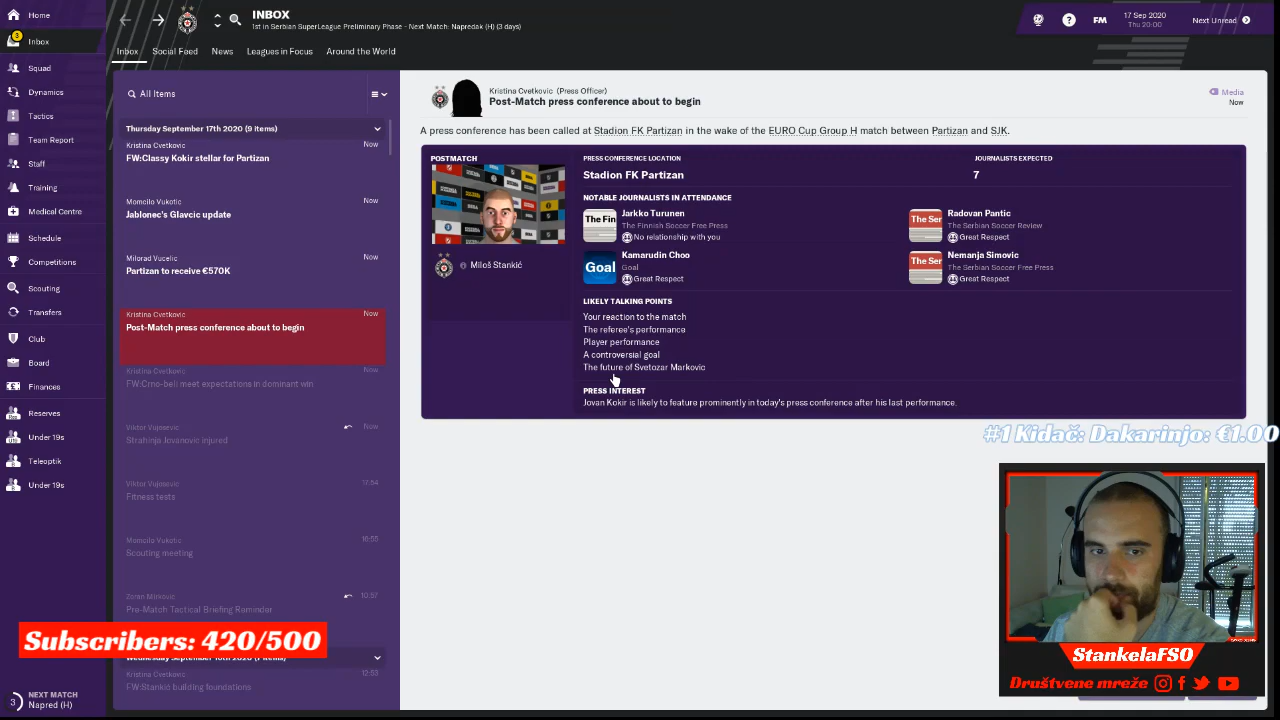 Home
Inbox
3
Squad
Dynamics
Tactics
Team Report
Staff
Training
Medical Centre
Schedule
Competitions
Scouting
Transfers
Club
Board
Finances
Reserves
Under 19s
Teleoptik
Under 19s
3
NEXT MATCH
Napred (H)
INBOX
1st in Serbian SuperLeague Preliminary Phase - Next Match: Napredak (H) (3 days)
FM
17 Sep 2020
Thu 20:00
Next Unread
Inbox
Social Feed
News
Leagues in Focus
Around the World
All Items
Thursday September 17th 2020 (9 items)
Kristina Cvetkovic
Now
FW:Classy Kokir stellar for Partizan
Momcilo Vukotic
Now
Jablonec's Glavcic update
Milorad Vucelic
Now
Partizan to receive €570K
Kristina Cvetkovic
Now
Post-Match press conference about to begin
Kristina Cvetkovic
Now
FW:Crno-beli meet expectations in dominant win
Viktor Vujosevic
Now
Strahinja Jovanovic injured
Viktor Vujosevic
17:54
Fitness tests
Momcilo Vukotic
Scouting meeting
Zoran Mirkovic
10:57
Pre-Match Tactical Briefing Reminder
Kristina Cvetkovic
FW:Stankic building foundations
Subscribers: 420/500
Kristina Cvetkovic (Press Officer)
Post-Match press conference about to begin
Media
Now
A press conference has been called at Stadion FK Partizan in the wake of the EURO Cup Group H match between Partizan and SJK.
POSTMATCH
Miloš Stankić
PRESS CONFERENCE LOCATION
Stadion FK Partizan
JOURNALISTS EXPECTED
7
NOTABLE JOURNALISTS IN ATTENDANCE
The Fin
Jarkko Turunen
The Finnish Soccer Free Press
No relationship with you
The Ser
Radovan Pantic
The Serbian Soccer Review
Great Respect
Goal
Kamarudin Choo
Goal
Great Respect
The Ser
Nemanja Simovic
The Serbian Soccer Free Press
Great Respect
LIKELY TALKING POINTS
Your reaction to the match
The referee's performance
Player performance
A controversial goal
The future of Svetozar Markovic
PRESS INTEREST
Jovan Kokir is likely to feature prominently in today's press conference after his last performance.
#1 Kidač: Dakarinjo: €1.00
StankelaFSO
Društvene mreže